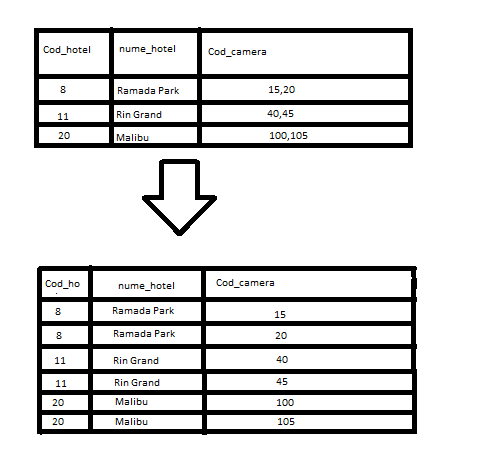 Cod_hotel nume_hotel Cod_camera
8 Ramada Park 15,20
11 Rin Grand 40,45
20 Malibu 100,105
Cod_ho nume_hotel Cod_camera
8 Ramada Park 15
8 Ramada Park 20
11 Rin Grand 40
11 Rin Grand 45
20 Malibu 100
20 Malibu 105